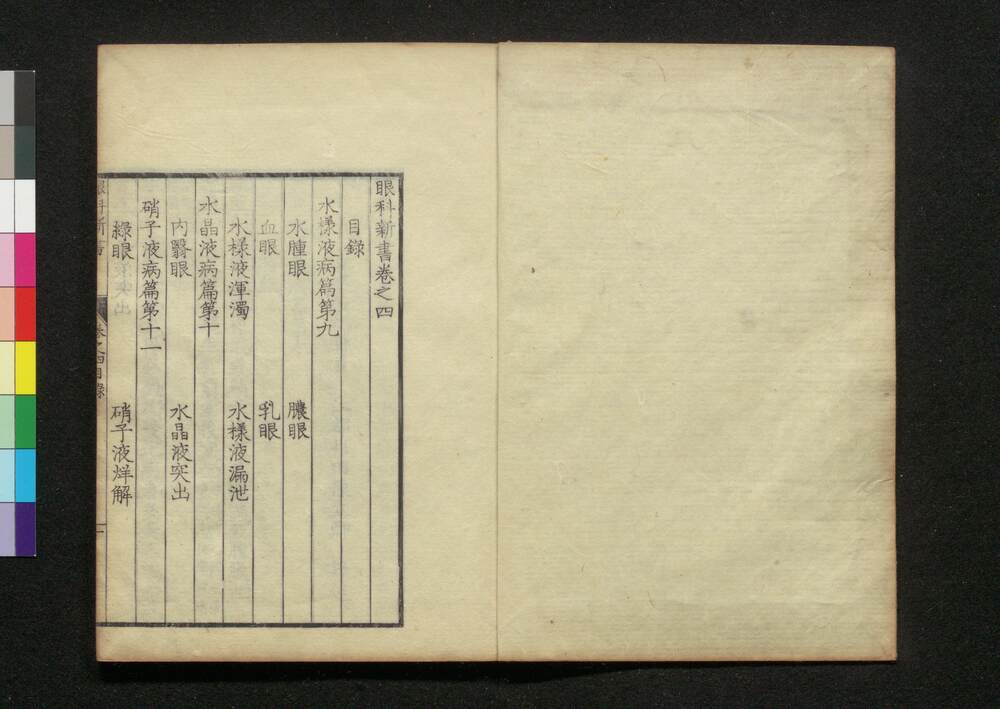 眼科新書卷之四
目錄
水樣液病篇第九
水腫眼 膿眼
血眼 乳眼
水樣液渾濁 水樣液漏泄
水晶液病篇第十
內翳眼 水晶液突出
硝子液病篇第十一
綠眼 硝子液烊解
眼科新書 卷之四目錄 一